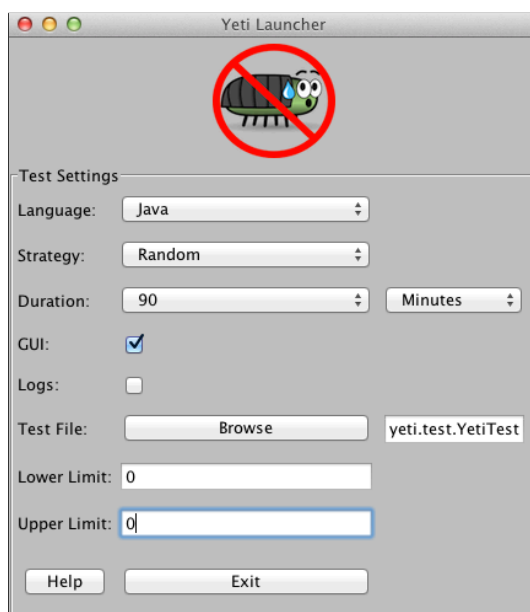 Yeti Launcher
Test Settings
Language: Java
Strategy: Random
Duration: 90 Minutes
GUI:
Logs:
Test File: Browse yeti.test.YetiTest
Lower Limit: 0
Upper Limit: 0
Help Exit